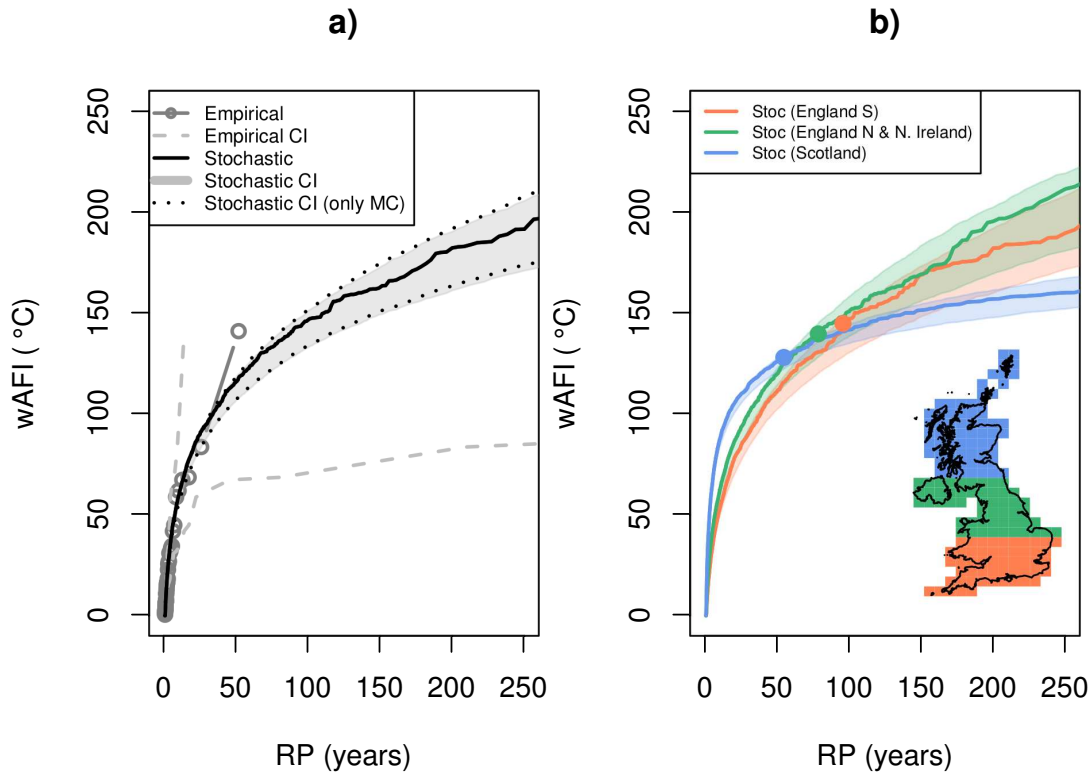 a)
250
200
150
100
50
0
wAFI ( °C)
Empirical
Empirical CI
Stochastic
Stochastic CI
Stochastic CI (only MC)
0 50 100 150 200 250
RP (years)
b)
250
200
150
100
50
0
wAFI ( °C)
Stoc (England S)
Stoc (England N & N. Ireland)
Stoc (Scotland)
0 50 100 150 200 250
RP (years)